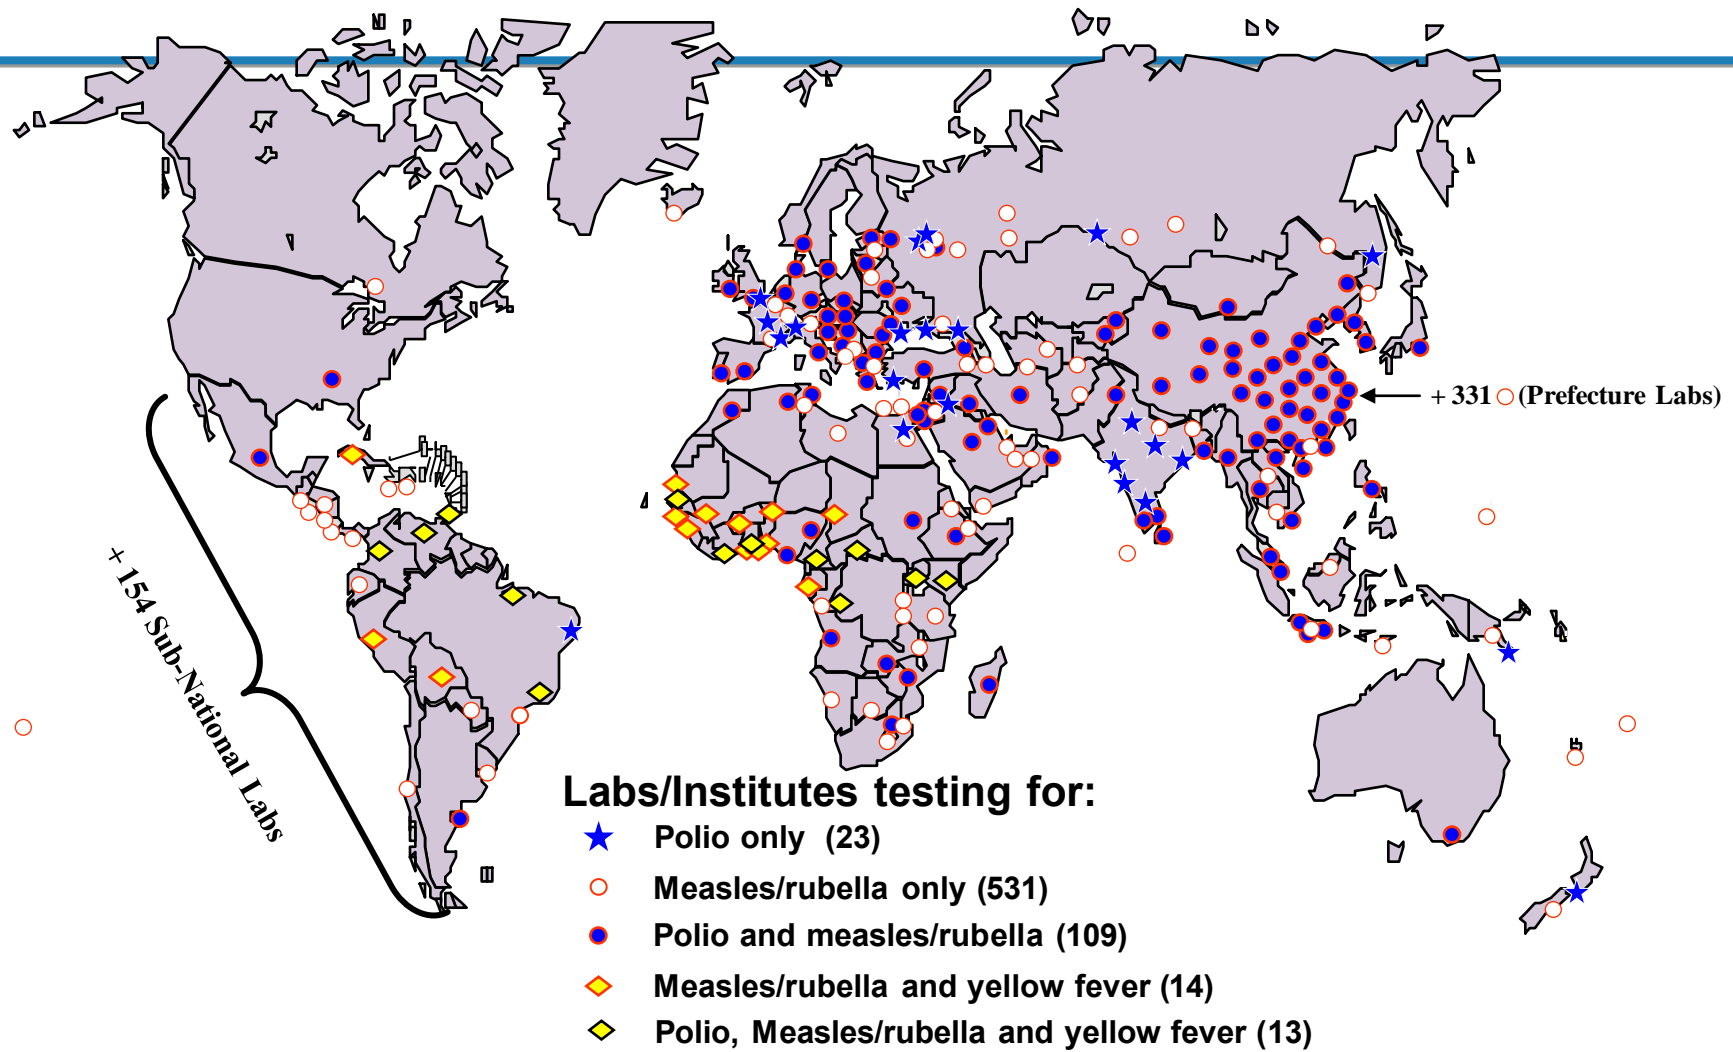 + 331 (Prefecture Labs)
+ 154 Sub-National Labs
Labs/Institutes testing for:
Polio only (23)
Measles/rubella only (531)
Polio and measles/rubella (109)
Measles/rubella and yellow fever (14)
Polio, Measles/rubella and yellow fever (13)